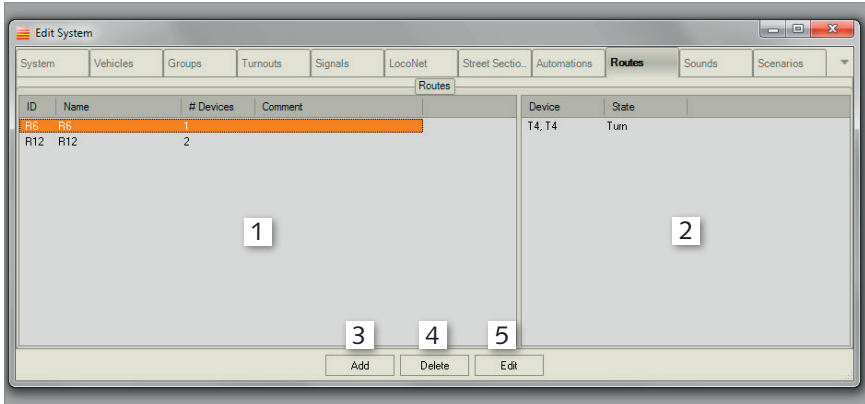 Edit System
System Vehicles Groups Turnouts Signals LocoNet Street Sectio... Automations Routes Sounds Scenarios
Routes
ID Name # Devices Comment Device State
R6 R6 1 T4, T4 Turn
R12 R12 2
1 2
3 4 5
Add Delete Edit